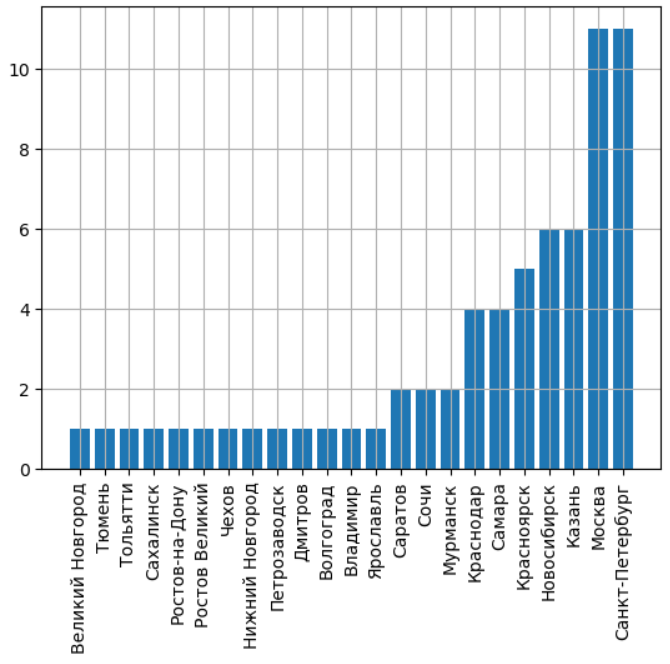 10
8
6
4
2
0
Великий Новгород
Тюмень
Тольятти
Сахалинск
Ростов-на-Дону
Ростов Великий
Чехов
Нижний Новгород
Петрозаводск
Дмитров
Волгоград
Владимир
Ярославль
Саратов
Сочи
Мурманск
Краснодар
Самара
Красноярск
Новосибирск
Казань
Москва
Санкт-Петербург